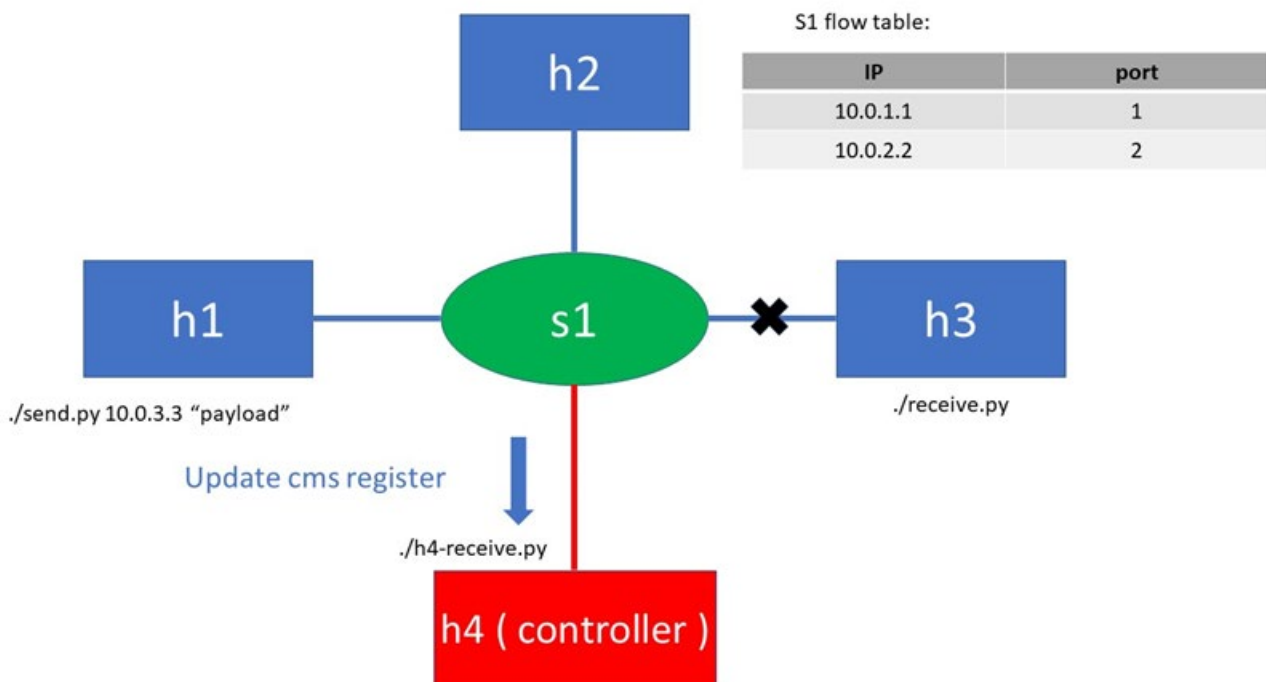 S1 flow table:
IP port
10.0.1.1 1
10.0.2.2 2
h2
h1
s1
h3
./send.py 10.0.3.3 “payload”
./receive.py
Update cms register
./h4-receive.py
h4 ( controller )